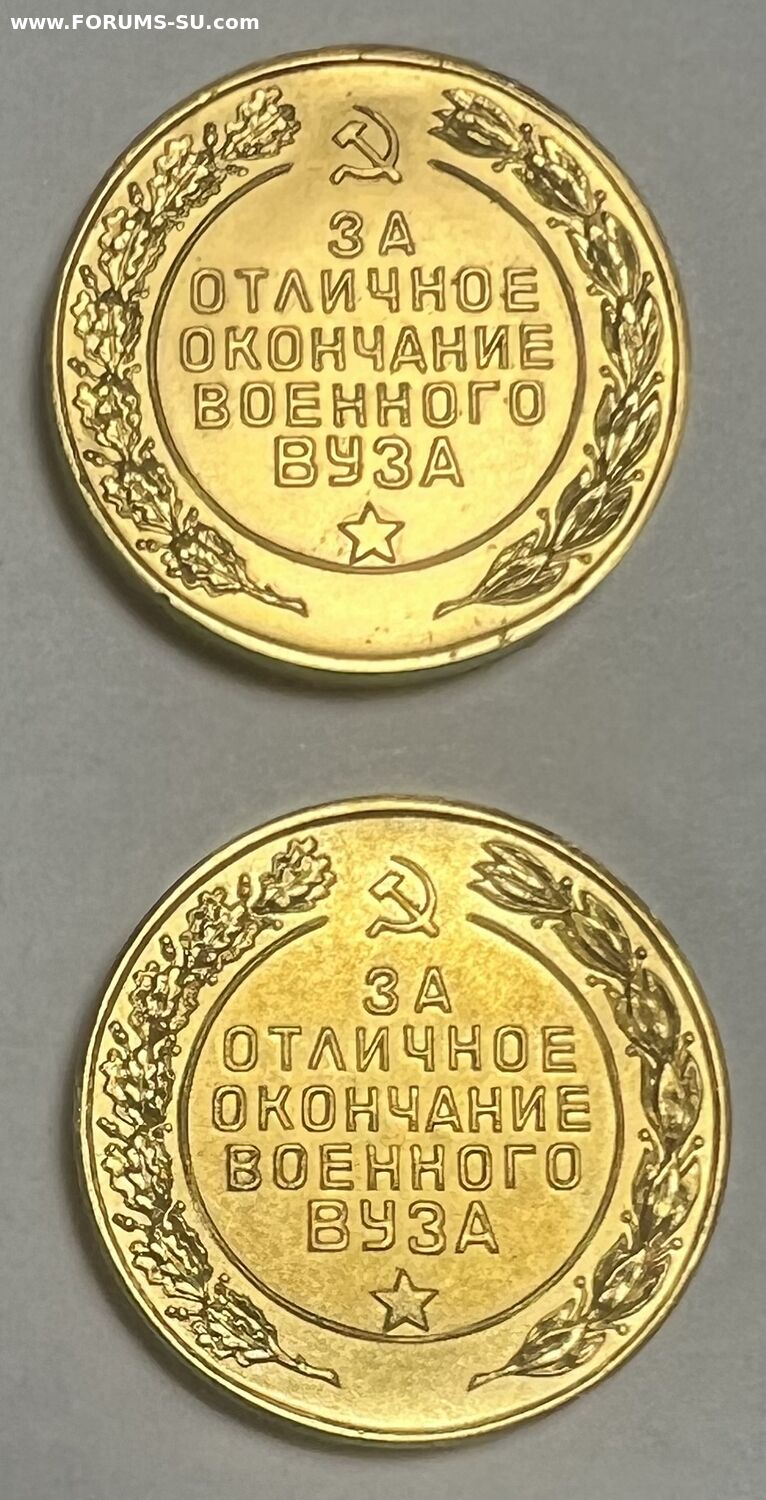 www.FORUMS-SU.com
ЗА
ОТЛИЧНОЕ
ОКОНЧАНИЕ
ВОЕННОГО
ВУЗА
ЗА
ОТЛИЧНОЕ
ОКОНЧАНИЕ
ВОЕННОГО
ВУЗА